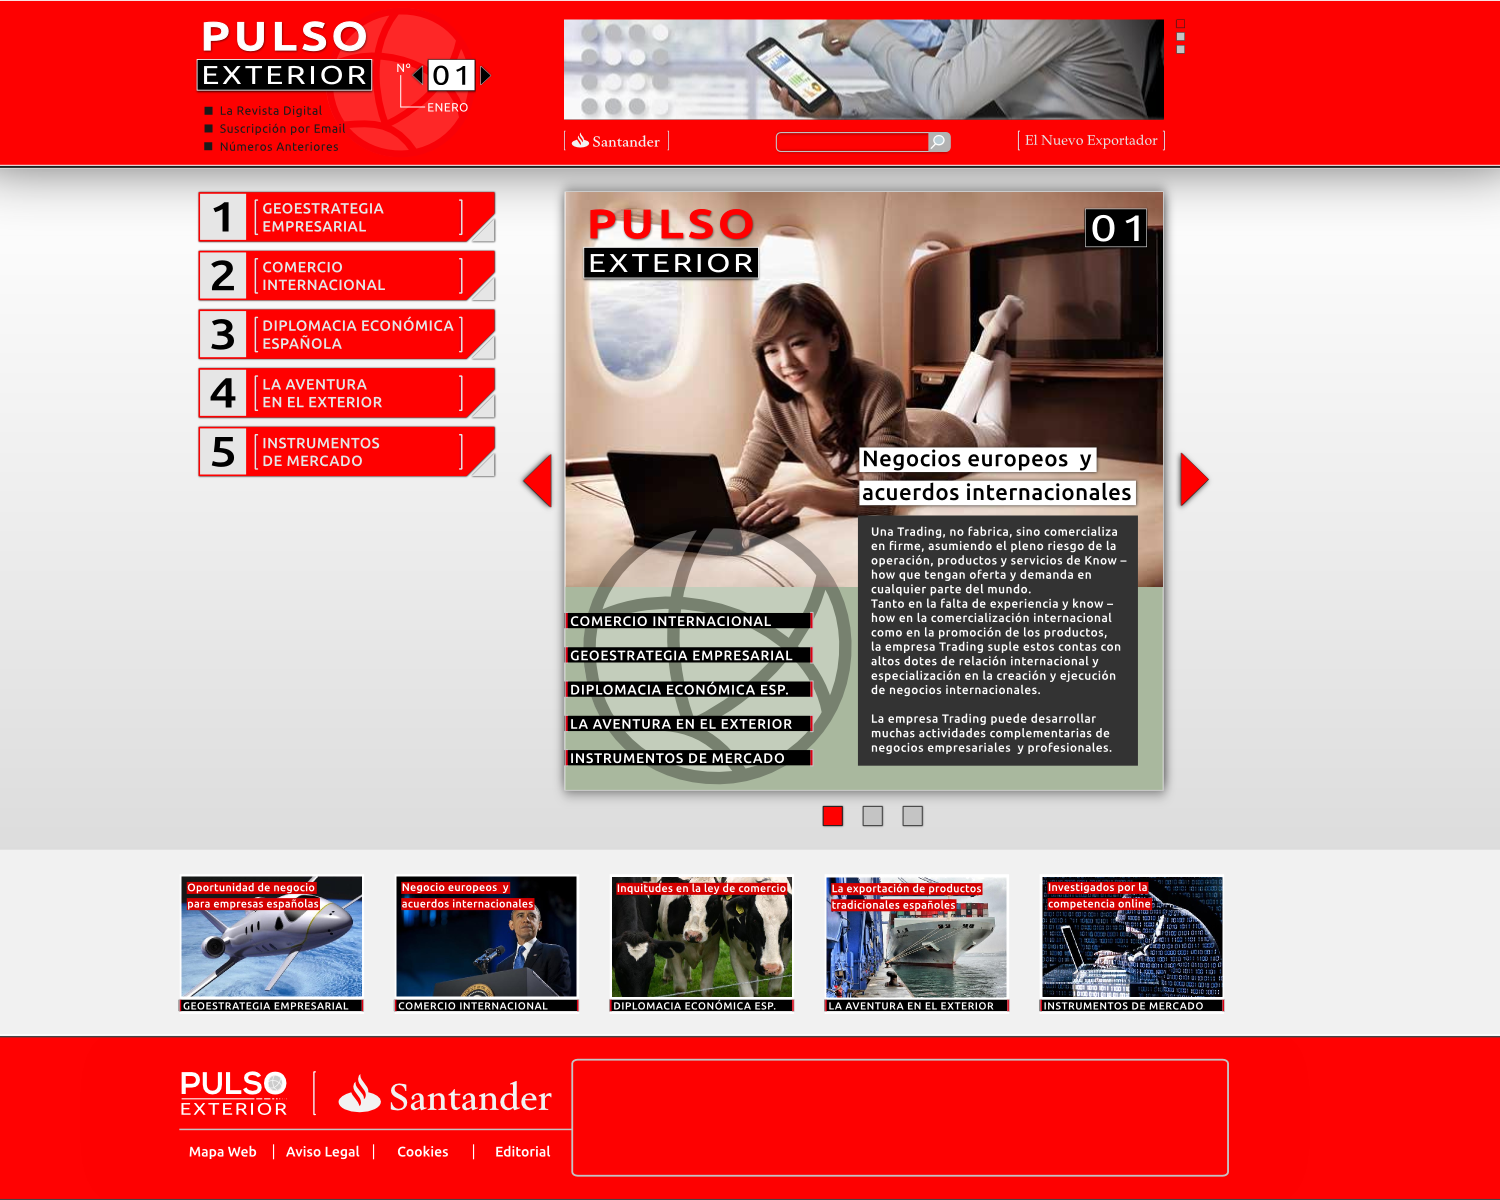 PULSO
EXTERIOR
Nº
01
ENERO
La Revista Digital
Suscripción por Email
Números Anteriores
Santander
El Nuevo Exportador
1
GEOESTRATEGIA
EMPRESARIAL
2
COMERCIO
INTERNACIONAL
3
DIPLOMACIA ECONÓMICA
ESPAÑOLA
4
LA AVENTURA
EN EL EXTERIOR
5
INSTRUMENTOS
DE MERCADO
PULSO
EXTERIOR
01
Negocios europeos y
acuerdos internacionales
Una Trading, no fabrica, sino comercializa
en firme, asumiendo el pleno riesgo de la
operación, productos y servicios de Know –
how que tengan oferta y demanda en
cualquier parte del mundo.
Tanto en la falta de experiencia y know –
how en la comercialización internacional
como en la promoción de los productos,
la empresa Trading suple estos contas con
altos dotes de relación internacional y
especialización en la creación y ejecución
de negocios internacionales.
La empresa Trading puede desarrollar
muchas actividades complementarias de
negocios empresariales y profesionales.
COMERCIO INTERNACIONAL
GEOESTRATEGIA EMPRESARIAL
DIPLOMACIA ECONÓMICA ESP.
LA AVENTURA EN EL EXTERIOR
INSTRUMENTOS DE MERCADO
Oportunidad de negocio
para empresas españolas
GEOESTRATEGIA EMPRESARIAL
Negocio europeos y
acuerdos internacionales
COMERCIO INTERNACIONAL
Inquitudes en la ley de comercio
DIPLOMACIA ECONÓMICA ESP.
La exportación de productos
tradicionales españoles
LA AVENTURA EN EL EXTERIOR
Investigados por la
competencia online
INSTRUMENTOS DE MERCADO
PULSO
EXTERIOR
Santander
Mapa Web
Aviso Legal
Cookies
Editorial